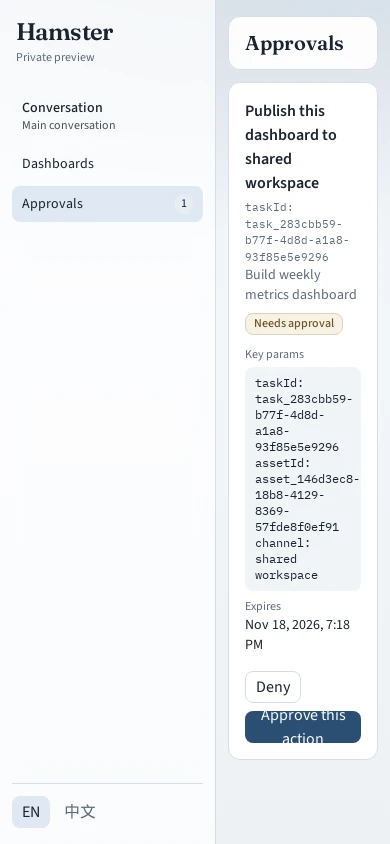 Hamster
Private preview
Conversation
Main conversation
Dashboards
Approvals 1
EN 中文
Approvals
Publish this
dashboard to
shared
workspace
taskId:
task_283cbb59-
b77f-4d8d-a1a8-
93f85e5e9296
Build weekly
metrics dashboard
Needs approval
Key params
taskId:
task_283cbb59-
b77f-4d8d-
a1a8-
93f85e5e9296
assetId:
asset_146d3ec8-
18b8-4129-
8369-
57fde8f0ef91
channel:
shared
workspace
Expires
Nov 18, 2026, 7:18
PM
Deny
Approve this
action